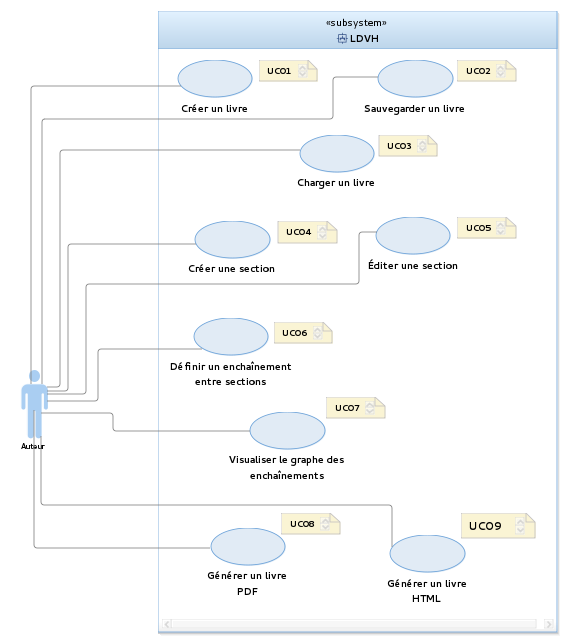 «subsystem»
LDVH
UC01
UC02
Créer un livre
Sauvegarder un livre
UC03
Charger un livre
UC04
UC05
Créer une section
Éditer une section
UC06
Définir un enchaînement
entre sections
UC07
Auteur
Visualiser le graphe des
enchaînements
UC08
UC09
Générer un livre
PDF
Générer un livre
HTML